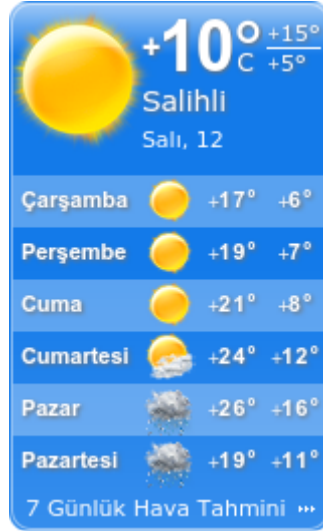 +10° C +15° +5°
Salihli
Salı, 12
Çarşamba +17° +6°
Perşembe +19° +7°
Cuma +21° +8°
Cumartesi +24° +12°
Pazar +26° +16°
Pazartesi +19° +11°
7 Günlük Hava Tahmini ...